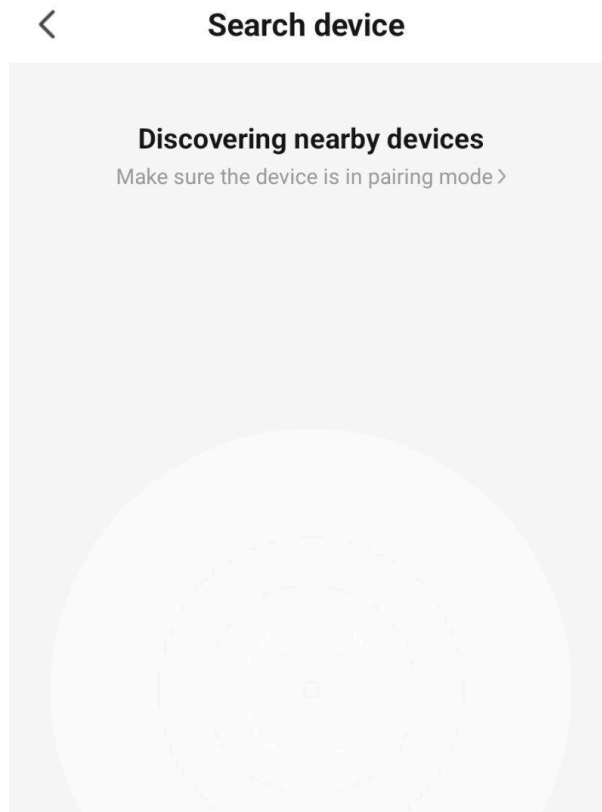 Search device
Discovering nearby devices
Make sure the device is in pairing mode >